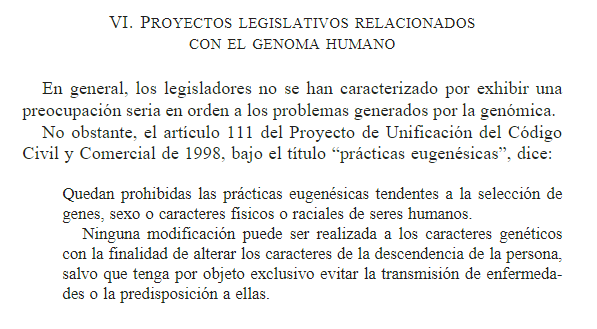 VI. PROYECTOS LEGISLATIVOS RELACIONADOS
CON EL GENOMA HUMANO
En general, los legisladores no se han caracterizado por exhibir una
preocupación seria en orden a los problemas generados por la genómica.
No obstante, el artículo 111 del Proyecto de Unificación del Código
Civil y Comercial de 1998, bajo el título “prácticas eugenésicas”, dice:
Quedan prohibidas las prácticas eugenésicas tendentes a la selección de
genes, sexo o caracteres físicos o raciales de seres humanos.
Ninguna modificación puede ser realizada a los caracteres genéticos
con la finalidad de alterar los caracteres de la descendencia de la persona,
salvo que tenga por objeto exclusivo evitar la transmisión de enfermeda-
des o la predisposición a ellas.